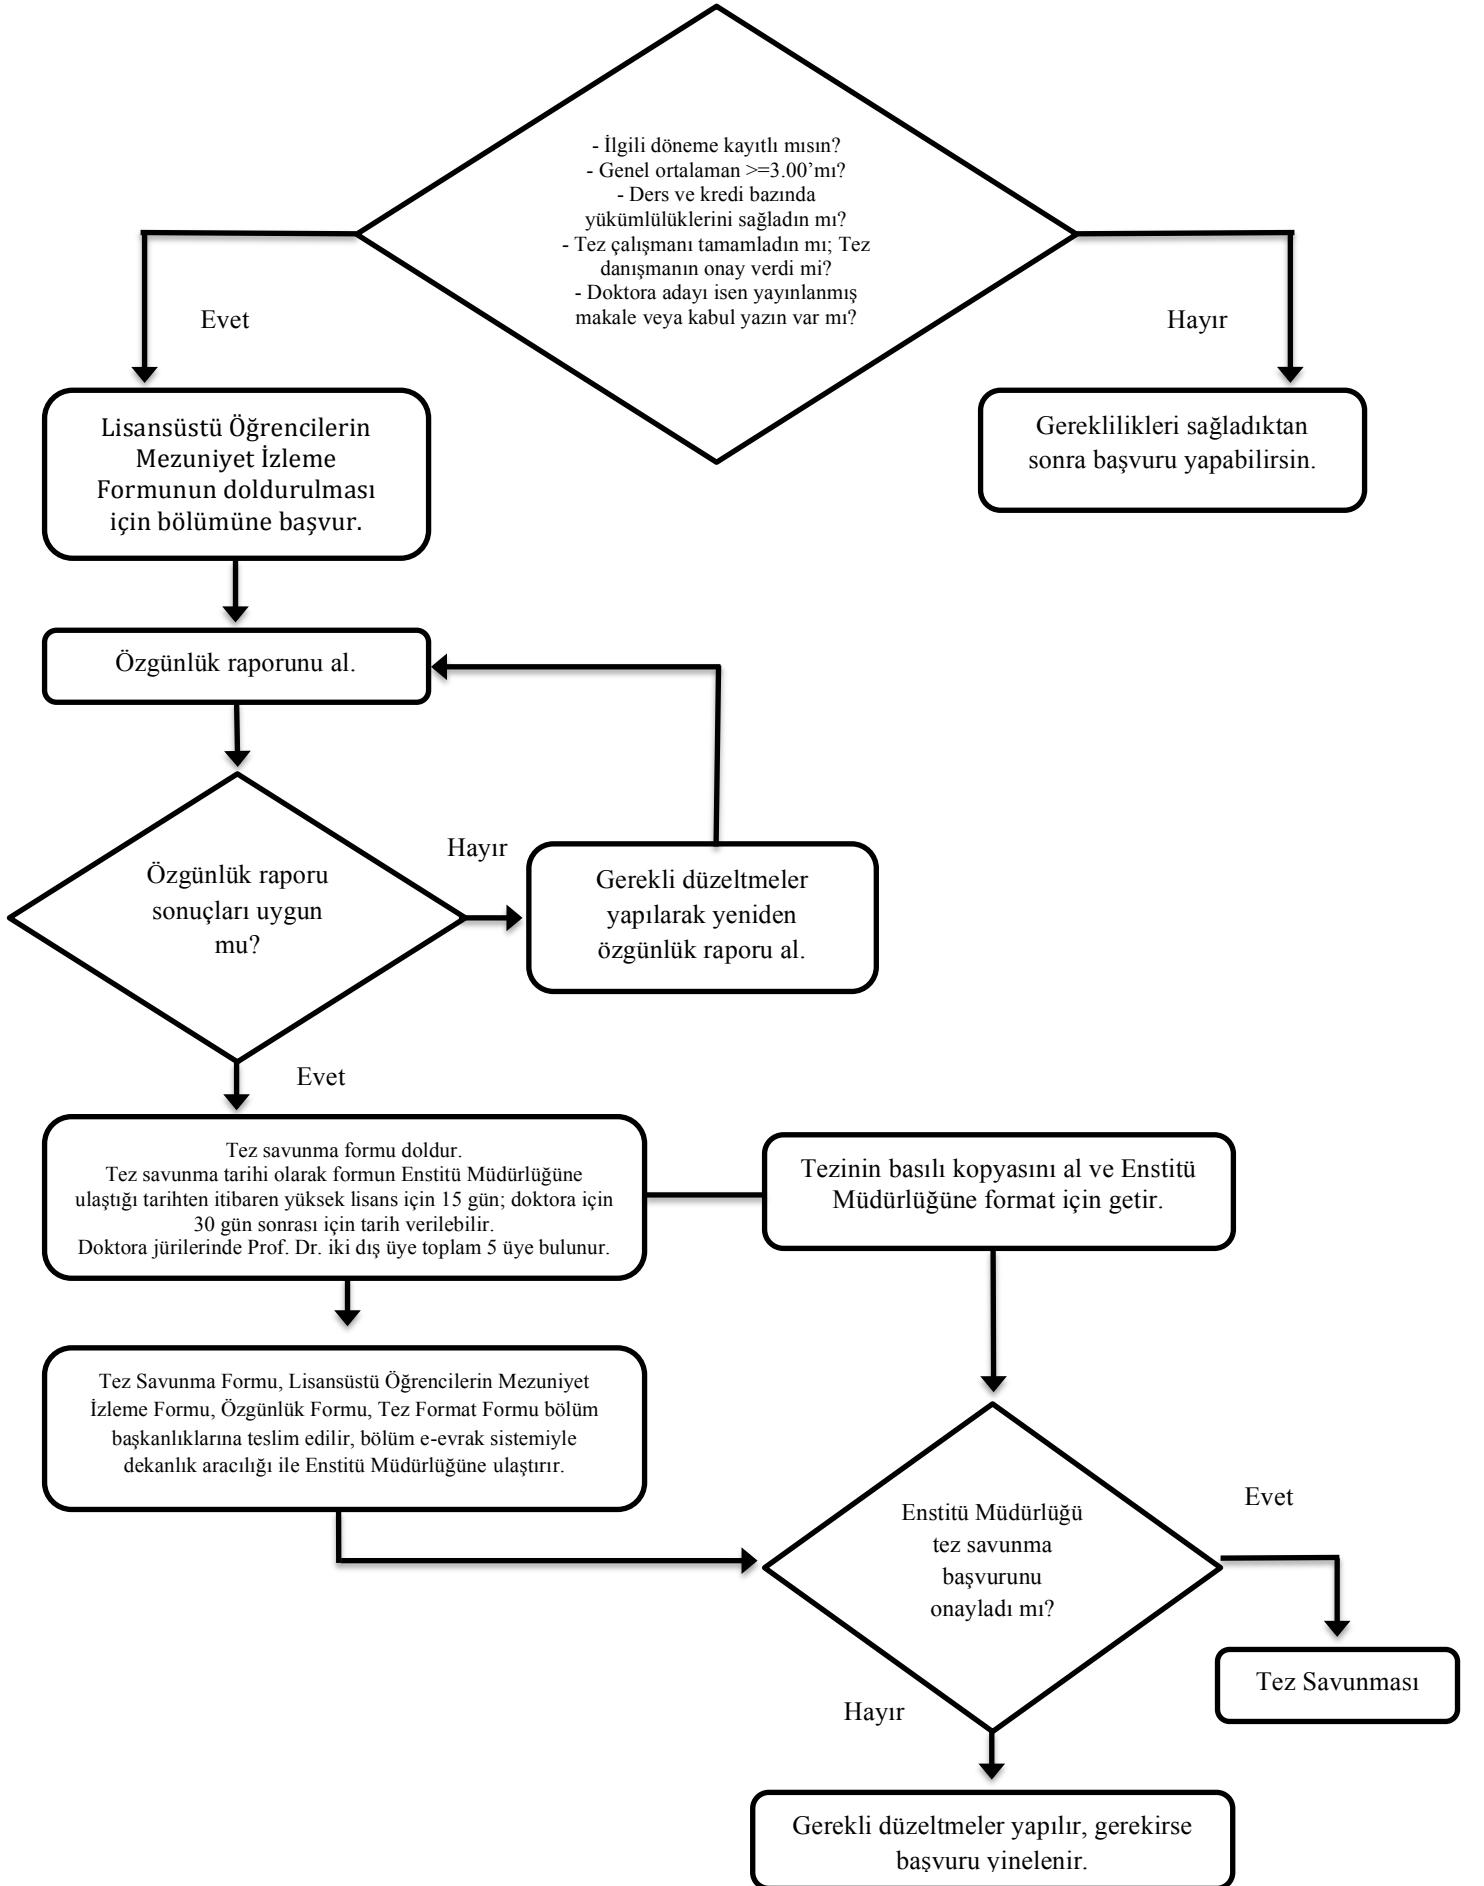 - İlgili döneme kayıtlı mısın?
- Genel ortalaman >=3.00’mı?
- Ders ve kredi bazında
yükümlülüklerini sağladın mı?
- Tez çalışmanı tamamladın mı; Tez
danışmanın onay verdi mi?
- Doktora adayı isen yayınlanmış
makale veya kabul yazın var mı?
Evet
Hayır
Lisansüstü Öğrencilerin
Mezuniyet İzleme
Formunun doldurulması
için bölümüne başvur.
Gereklilikleri sağladıktan
sonra başvuru yapabilirsin.
Özgünlük raporunu al.
Özgünlük raporu
sonuçları uygun
mu?
Hayır
Gerekli düzeltmeler
yapılarak yeniden
özgünlük raporu al.
Evet
Tez savunma formu doldur.
Tez savunma tarihi olarak formun Enstitü Müdürlüğüne
ulaştığı tarihten itibaren yüksek lisans için 15 gün; doktora için
30 gün sonrası için tarih verilebilir.
Doktora jürilerinde Prof. Dr. iki dış üye toplam 5 üye bulunur.
Tezinin basılı kopyasını al ve Enstitü
Müdürlüğüne format için getir.
Tez Savunma Formu, Lisansüstü Öğrencilerin Mezuniyet
İzleme Formu, Özgünlük Formu, Tez Format Formu bölüm
başkanlıklarına teslim edilir, bölüm e-evrak sistemiyle
dekanlık aracılığı ile Enstitü Müdürlüğüne ulaştırır.
Enstitü Müdürlüğü
tez savunma
başvurunu
onayladı mı?
Evet
Tez Savunması
Hayır
Gerekli düzeltmeler yapılır, gerekirse
başvuru yinelenir.